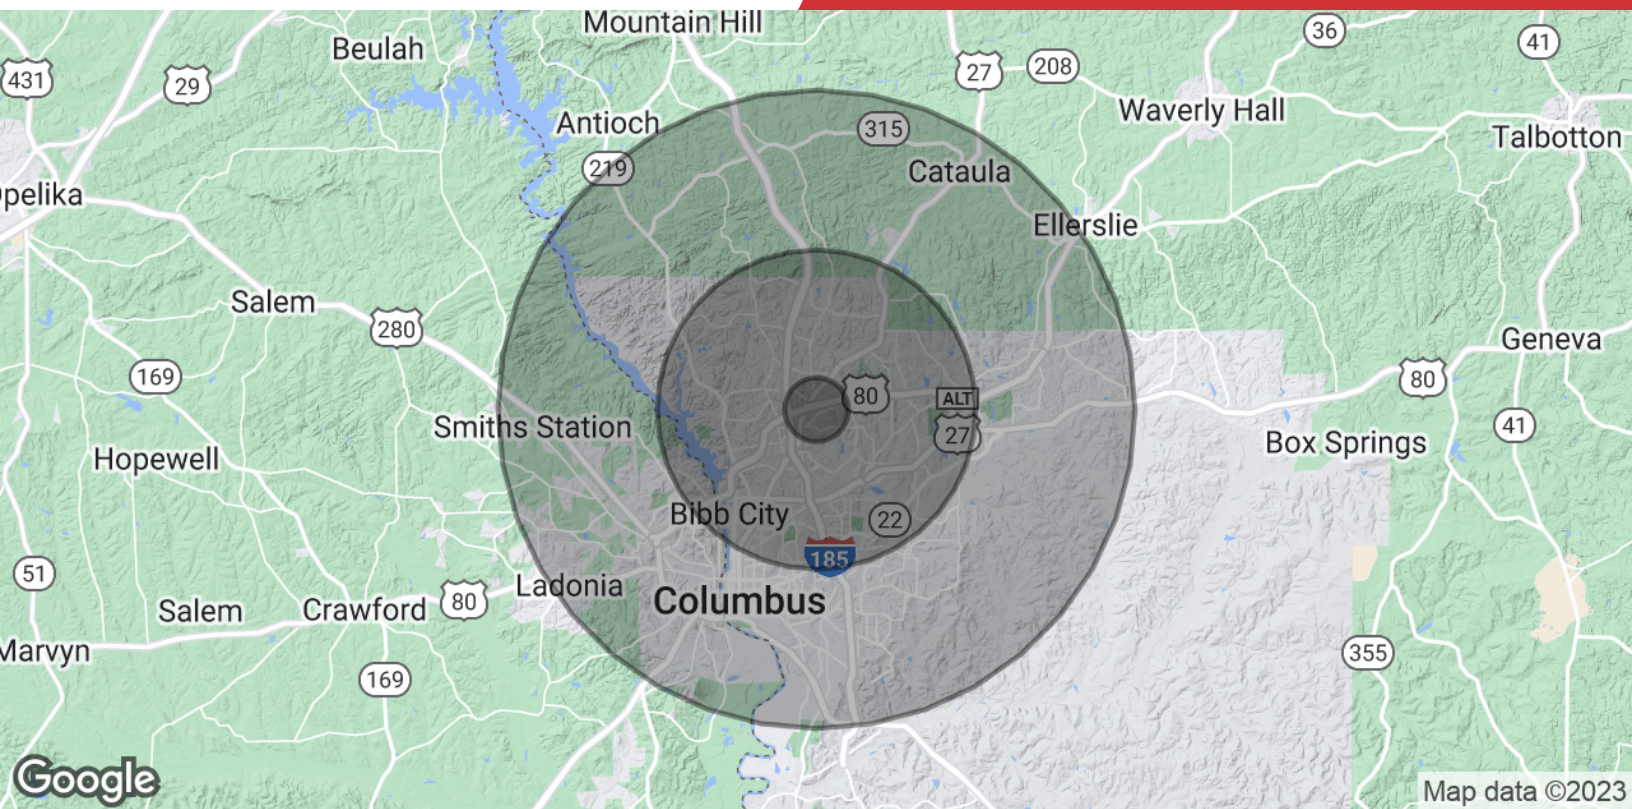 Mountain Hill
36
41
Beulah
431
29
27
208
Waverly Hall
Antioch
315
Talbotton
219
Cataula
pelika
Ellerslie
Salem
280
Geneva
169
80
80
ALT
27
41
Smiths Station
Box Springs
Hopewell
Bibb City
22
185
51
Ladonia
Columbus
Salem
Crawford
80
Marvyn
355
169
Google
Map data ©2023